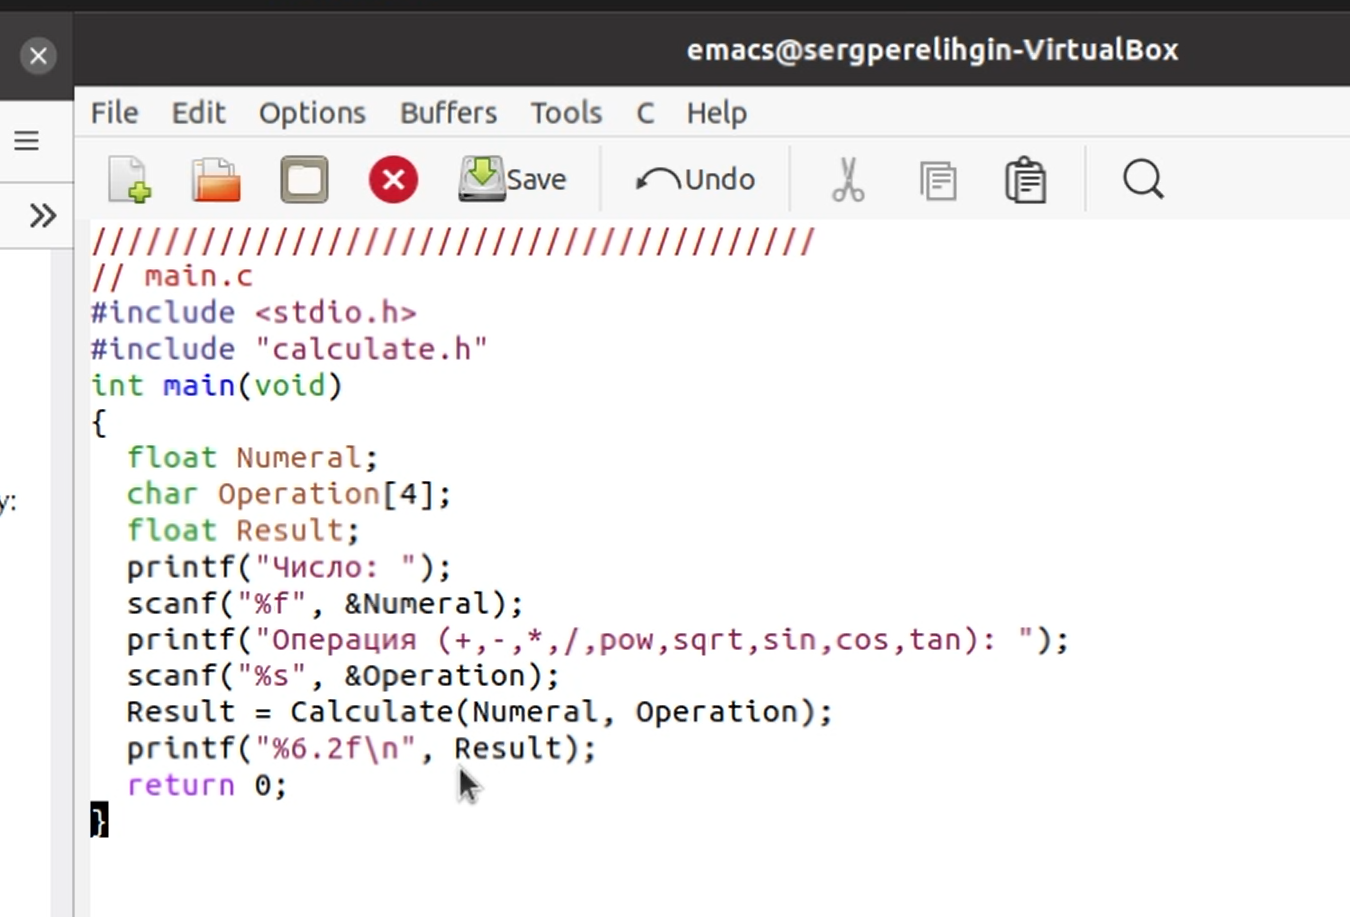 emacs@sergperelihgin-VirtualBox
File Edit Options Buffers Tools C Help
Save Undo
////////////////////////////////////////
// main.c
#include <stdio.h>
#include "calculate.h"
int main(void)
{
  float Numeral;
  char Operation[4];
  float Result;
  printf("Число: ");
  scanf("%f", &Numeral);
  printf("Операция (+,-,*,/,pow,sqrt,sin,cos,tan): ");
  scanf("%s", &Operation);
  Result = Calculate(Numeral, Operation);
  printf("%6.2f\n", Result);
  return 0;
}
у: